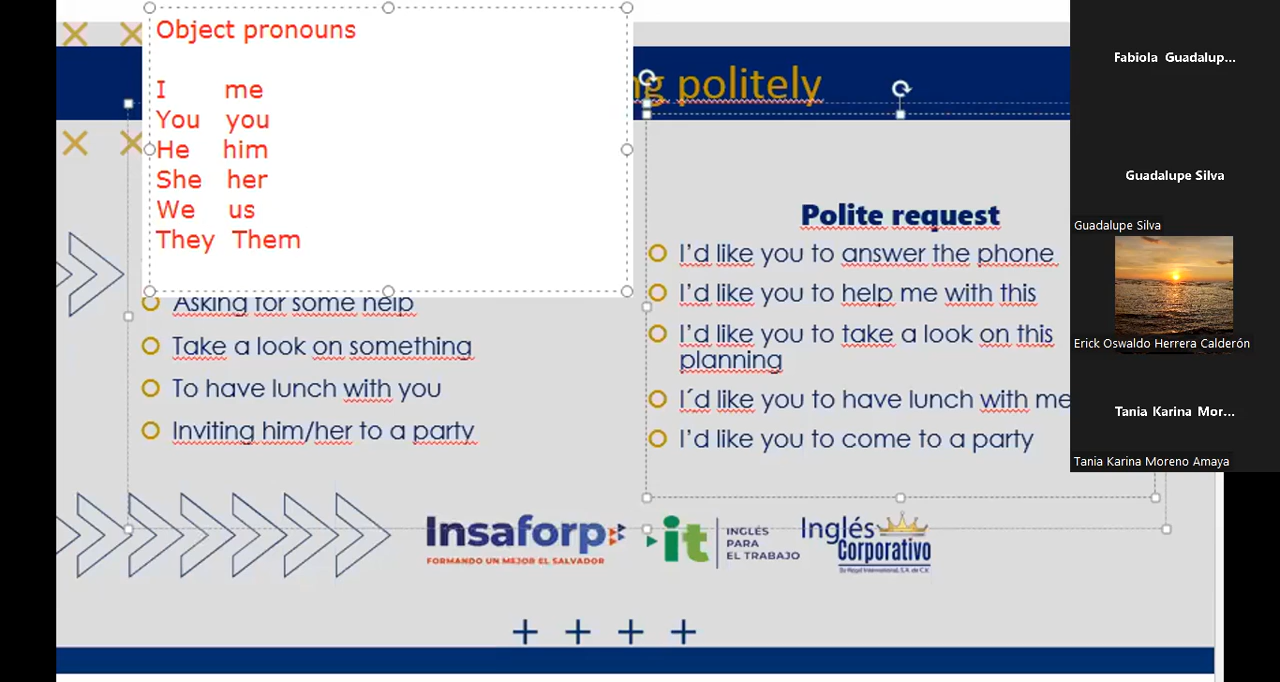 Object pronouns
I me
You you
He him
She her
We us
They Them
politely
Asking for some help
Take a look on something
To have lunch with you
Inviting him/her to a party
Polite request
I'd like you to answer the phone
I'd like you to help me with this
I'd like you to take a look on this
planning
I´d like you to have lunch with me
I'd like you to come to a party
Insaforp
FORMANDO UN MEJOR EL SALVADOR
it
INGLÉS
PARA
EL TRABAJO
Inglés
Corporativo
Fabiola Guadalup...
Guadalupe Silva
Guadalupe Silva
Erick Oswaldo Herrera Calderón
Tania Karina Mor...
Tania Karina Moreno Amaya